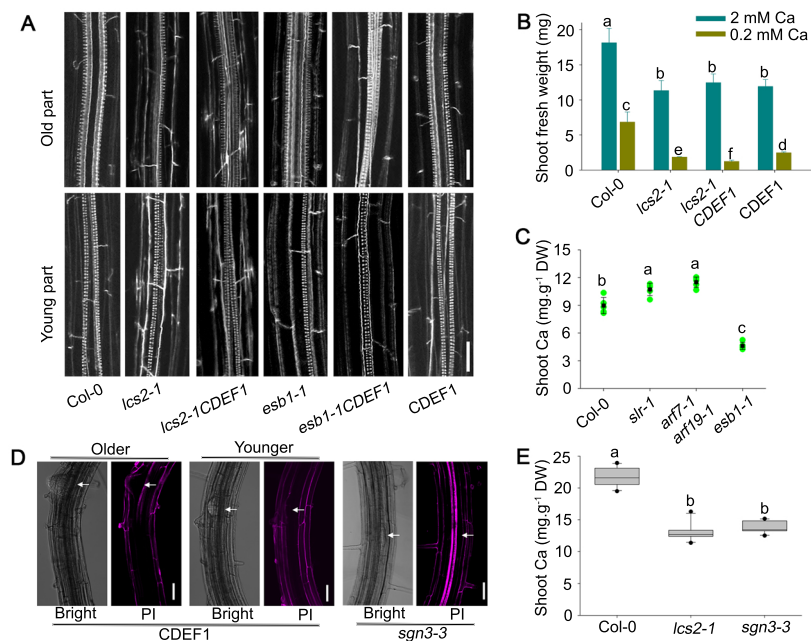 A
Old part
Young part
Col-0
lcs2-1
lcs2-1CDEF1
esb1-1
esb1-1CDEF1
CDEF1
B
2 mM Ca
0.2 mM Ca
Shoot fresh weight (mg)
20
15
10
5
0
a
c
b
e
b
f
b
d
Col-0
lcs2-1
lcs2-1
CDEF1
CDEF1
C
Shoot Ca (mg.g-1 DW)
15
12
9
6
3
0
b
a
a
c
Col-0
slr-1
arf7-1
arf19-1
esb1-1
D
Older
Younger
Bright
PI
Bright
PI
Bright
PI
CDEF1
sgn3-3
E
Shoot Ca (mg.g-1 DW)
25
20
15
10
5
0
a
b
b
Col-0
lcs2-1
sgn3-3